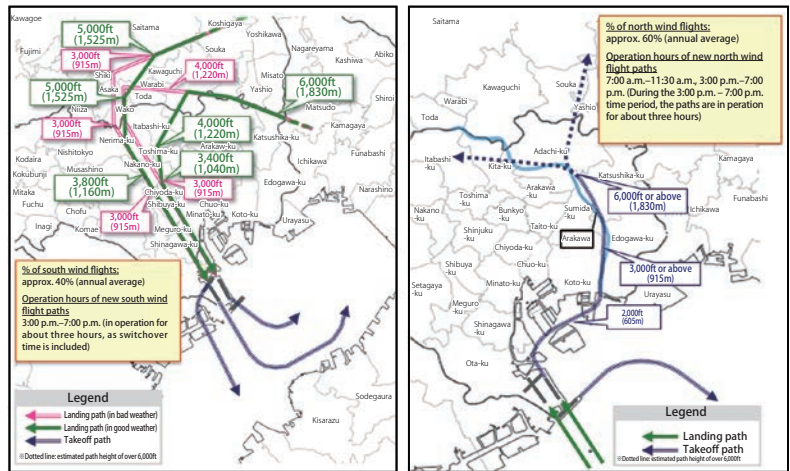 Kawagoe
Saitama
Koshigaya
5,000ft
(1,525m)
Yoshikawa
Fujimi
3,000ft
(915m)
Souka
Nagareyama
Abiko
Kashiwa
Shiki
Kawaguchi
4,000ft
(1,220m)
Misato
5,000ft
(1,525m)
Asaka
Warabi
6,000ft
(1,830m)
Toda
Yashio
Matsudo
Shiroi
Niiza
Wako
3,000ft
(915m)
Itabashi-ku
4,000ft
(1,220m)
Katsushika-ku
Kamagaya
Nerima-ku
Toshima-ku
Arakaw-ku
Kodaira
Nishitokyo
Ichikawa
Funabashi
Kokubunji
Musashino
Nakano-ku
3,400ft
(1,040m)
Mitaka
3,800ft
(1,160m)
Chiyoda-ku
3,000ft
(915m)
Edogawa-ku
Narashino
Fuchu
Chofu
Shibuya-ku
Chuo-ku
Inagi
Komae
3,000ft
(915m)
Minato-ku
Koto-ku
Urayasu
Meguro-ku
Shinagawa-ku
% of south wind flights:
approx. 40% (annual average)
Operation hours of new south wind
flight paths
3:00 p.m.–7:00 p.m. (in operation for
about three hours, as switchover
time is included)
Sodegaura
Kisarazu
Legend
Landing path (in bad weather)
Landing path (in good weather)
Takeoff path
※Dotted line: estimated path height of over 6,000ft
Saitama
% of north wind flights:
approx. 60% (annual average)
Operation hours of new north wind
flight paths
7:00 a.m.–11:30 a.m., 3:00 p.m.–7:00
p.m. (During the 3:00 p.m. – 7:00 p.m.
time period, the paths are in peration
for about three hours)
Kawaguchi
Souka
Warabi
Yashio
Toda
Adachi-ku
Itabashi
-ku
Kita-ku
Katsushika-ku
Kamagaya
Arakawa
-ku
6,000ft or above
(1,830m)
Funabashi
Toshima
-ku
Sumida
-ku
Ichikawa
Nakano
-ku
Bunkyo
-ku
Taito-ku
Shinjuku
-ku
Arakawa
Edogawa-ku
Chiyoda-ku
Shibuya
-ku
Chuo-ku
3,000ft or above
(915m)
Setagaya
-ku
Minato-ku
Koto-ku
Urayasu
Meguro
-ku
Shinagawa
-ku
2,000ft
(605m)
Ota-ku
Legend
Landing path
Takeoff path
※Dotted line: estimated path height of over 6,000ft